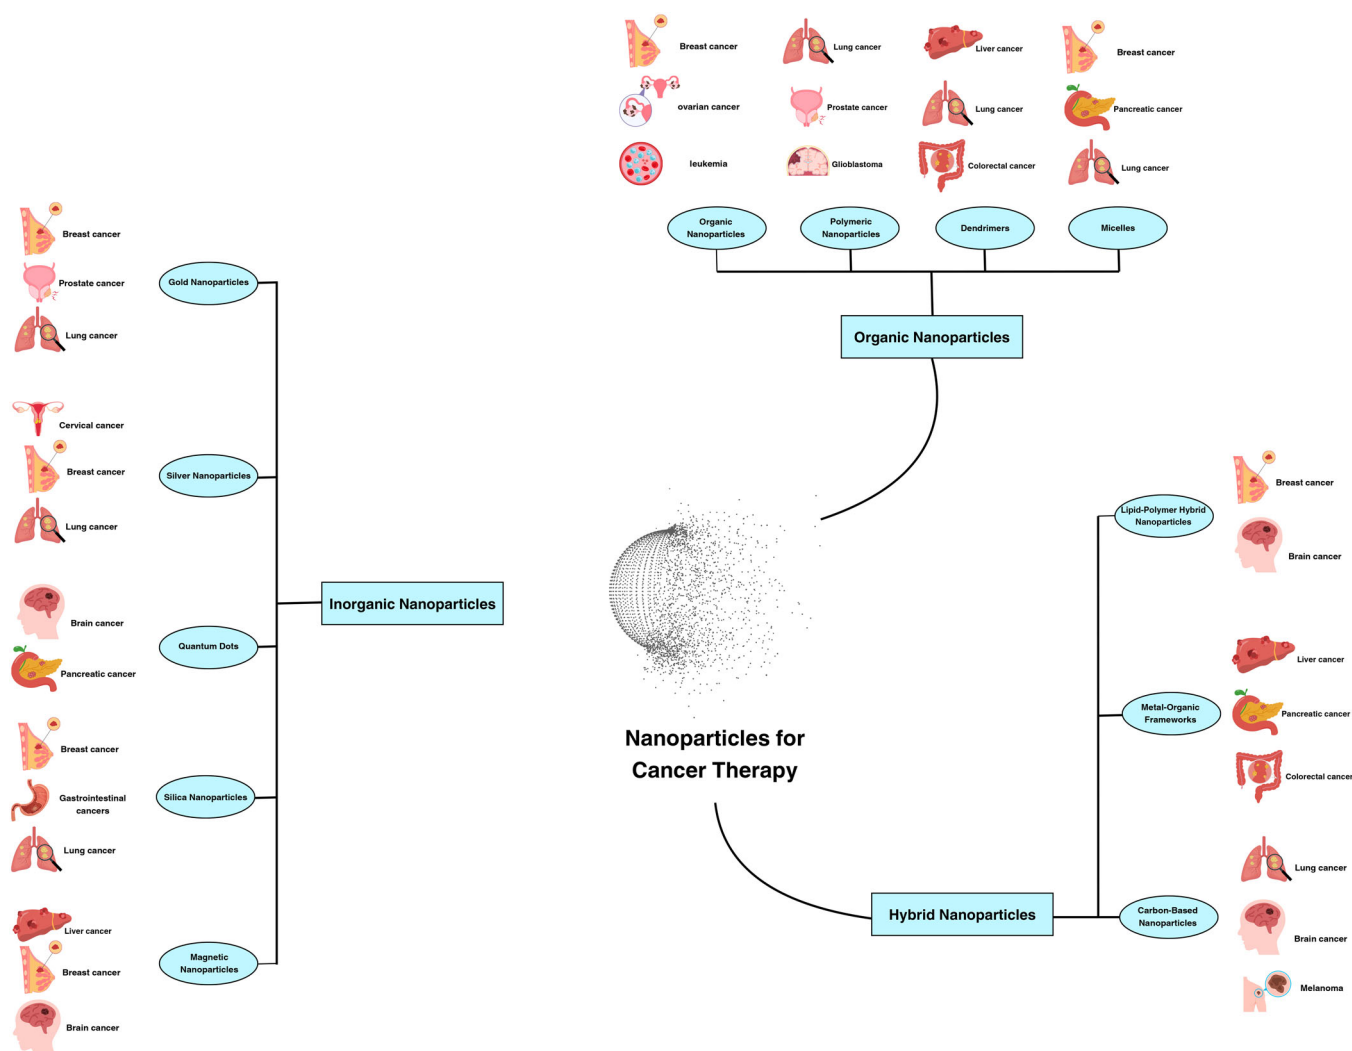 Breast cancer
Lung cancer
Liver cancer
Breast cancer
ovarian cancer
Prostate cancer
Lung cancer
Pancreatic cancer
leukemia
Glioblastoma
Colorectal cancer
Lung cancer
Organic
Nanoparticles
Polymeric
Nanoparticles
Dendrimers
Micelles
Organic Nanoparticles
Breast cancer
Prostate cancer
Lung cancer
Gold Nanoparticles
Cervical cancer
Breast cancer
Lung cancer
Silver Nanoparticles
Brain cancer
Pancreatic cancer
Quantum Dots
Breast cancer
Gastrointestinal
cancers
Lung cancer
Silica Nanoparticles
Liver cancer
Breast cancer
Brain cancer
Magnetic
Nanoparticles
Inorganic Nanoparticles
Nanoparticles for
Cancer Therapy
Lipid-Polymer Hybrid
Nanoparticles
Breast cancer
Brain cancer
Metal-Organic
Frameworks
Liver cancer
Pancreatic cancer
Colorectal cancer
Hybrid Nanoparticles
Carbon-Based
Nanoparticles
Lung cancer
Brain cancer
Melanoma